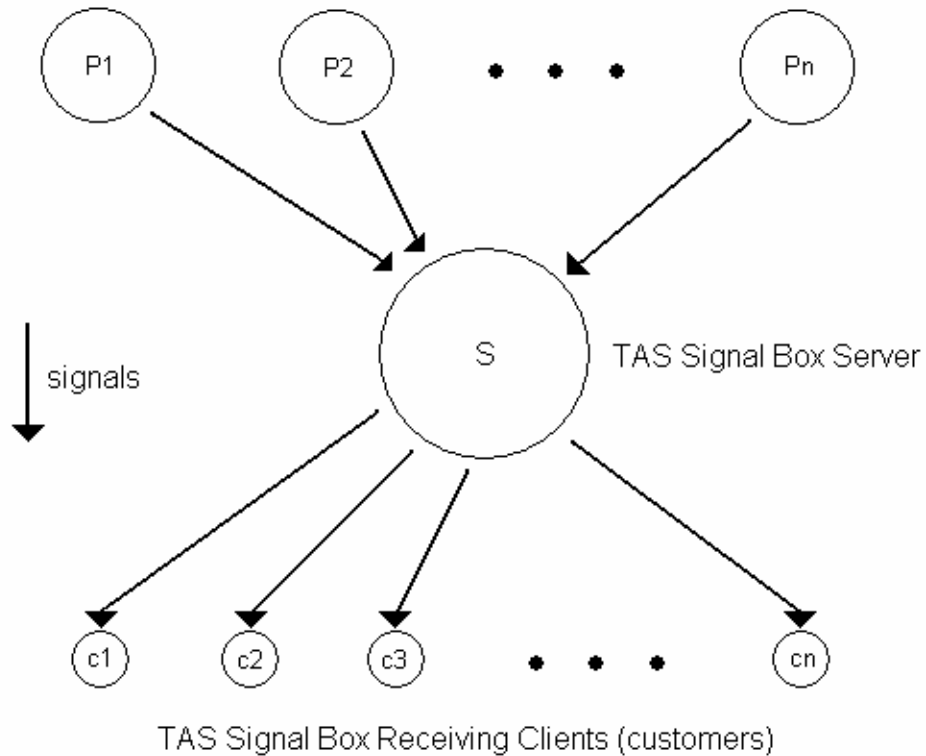 P1
P2
Pn
S
TAS Signal Box Server
signals
c1
c2
c3
cn
TAS Signal Box Receiving Clients (customers)